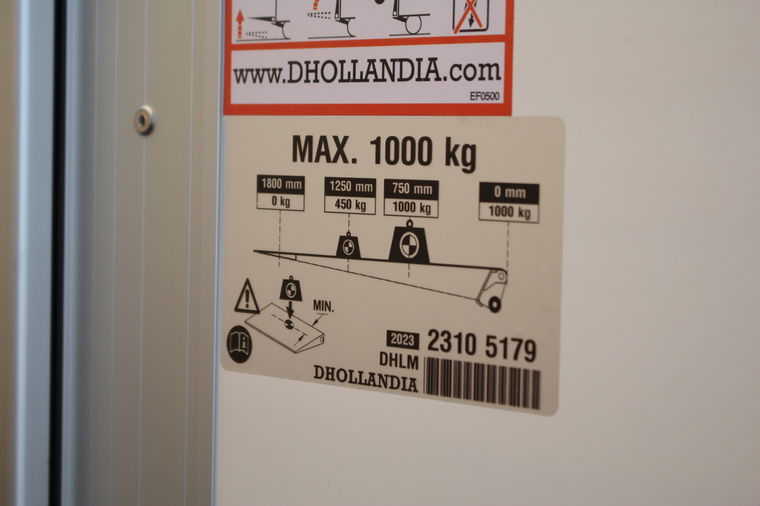 www.DHOLLANDIA.com
EF0500
MAX. 1000 kg
1800 mm 1250 mm 750 mm 0 mm
0 kg 450 kg 1000 kg 1000 kg
MIN.
2023 2310 5179
DHLM
DHOLLANDIA